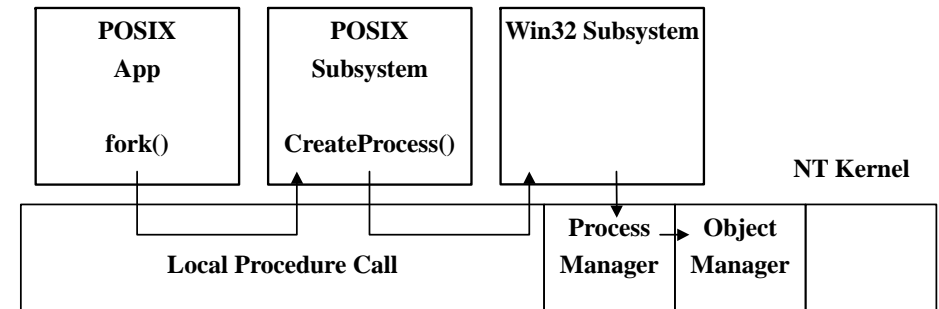 POSIX
App
fork()
POSIX
Subsystem
CreateProcess()
Win32 Subsystem
NT Kernel
Local Procedure Call
Process
Manager
Object
Manager